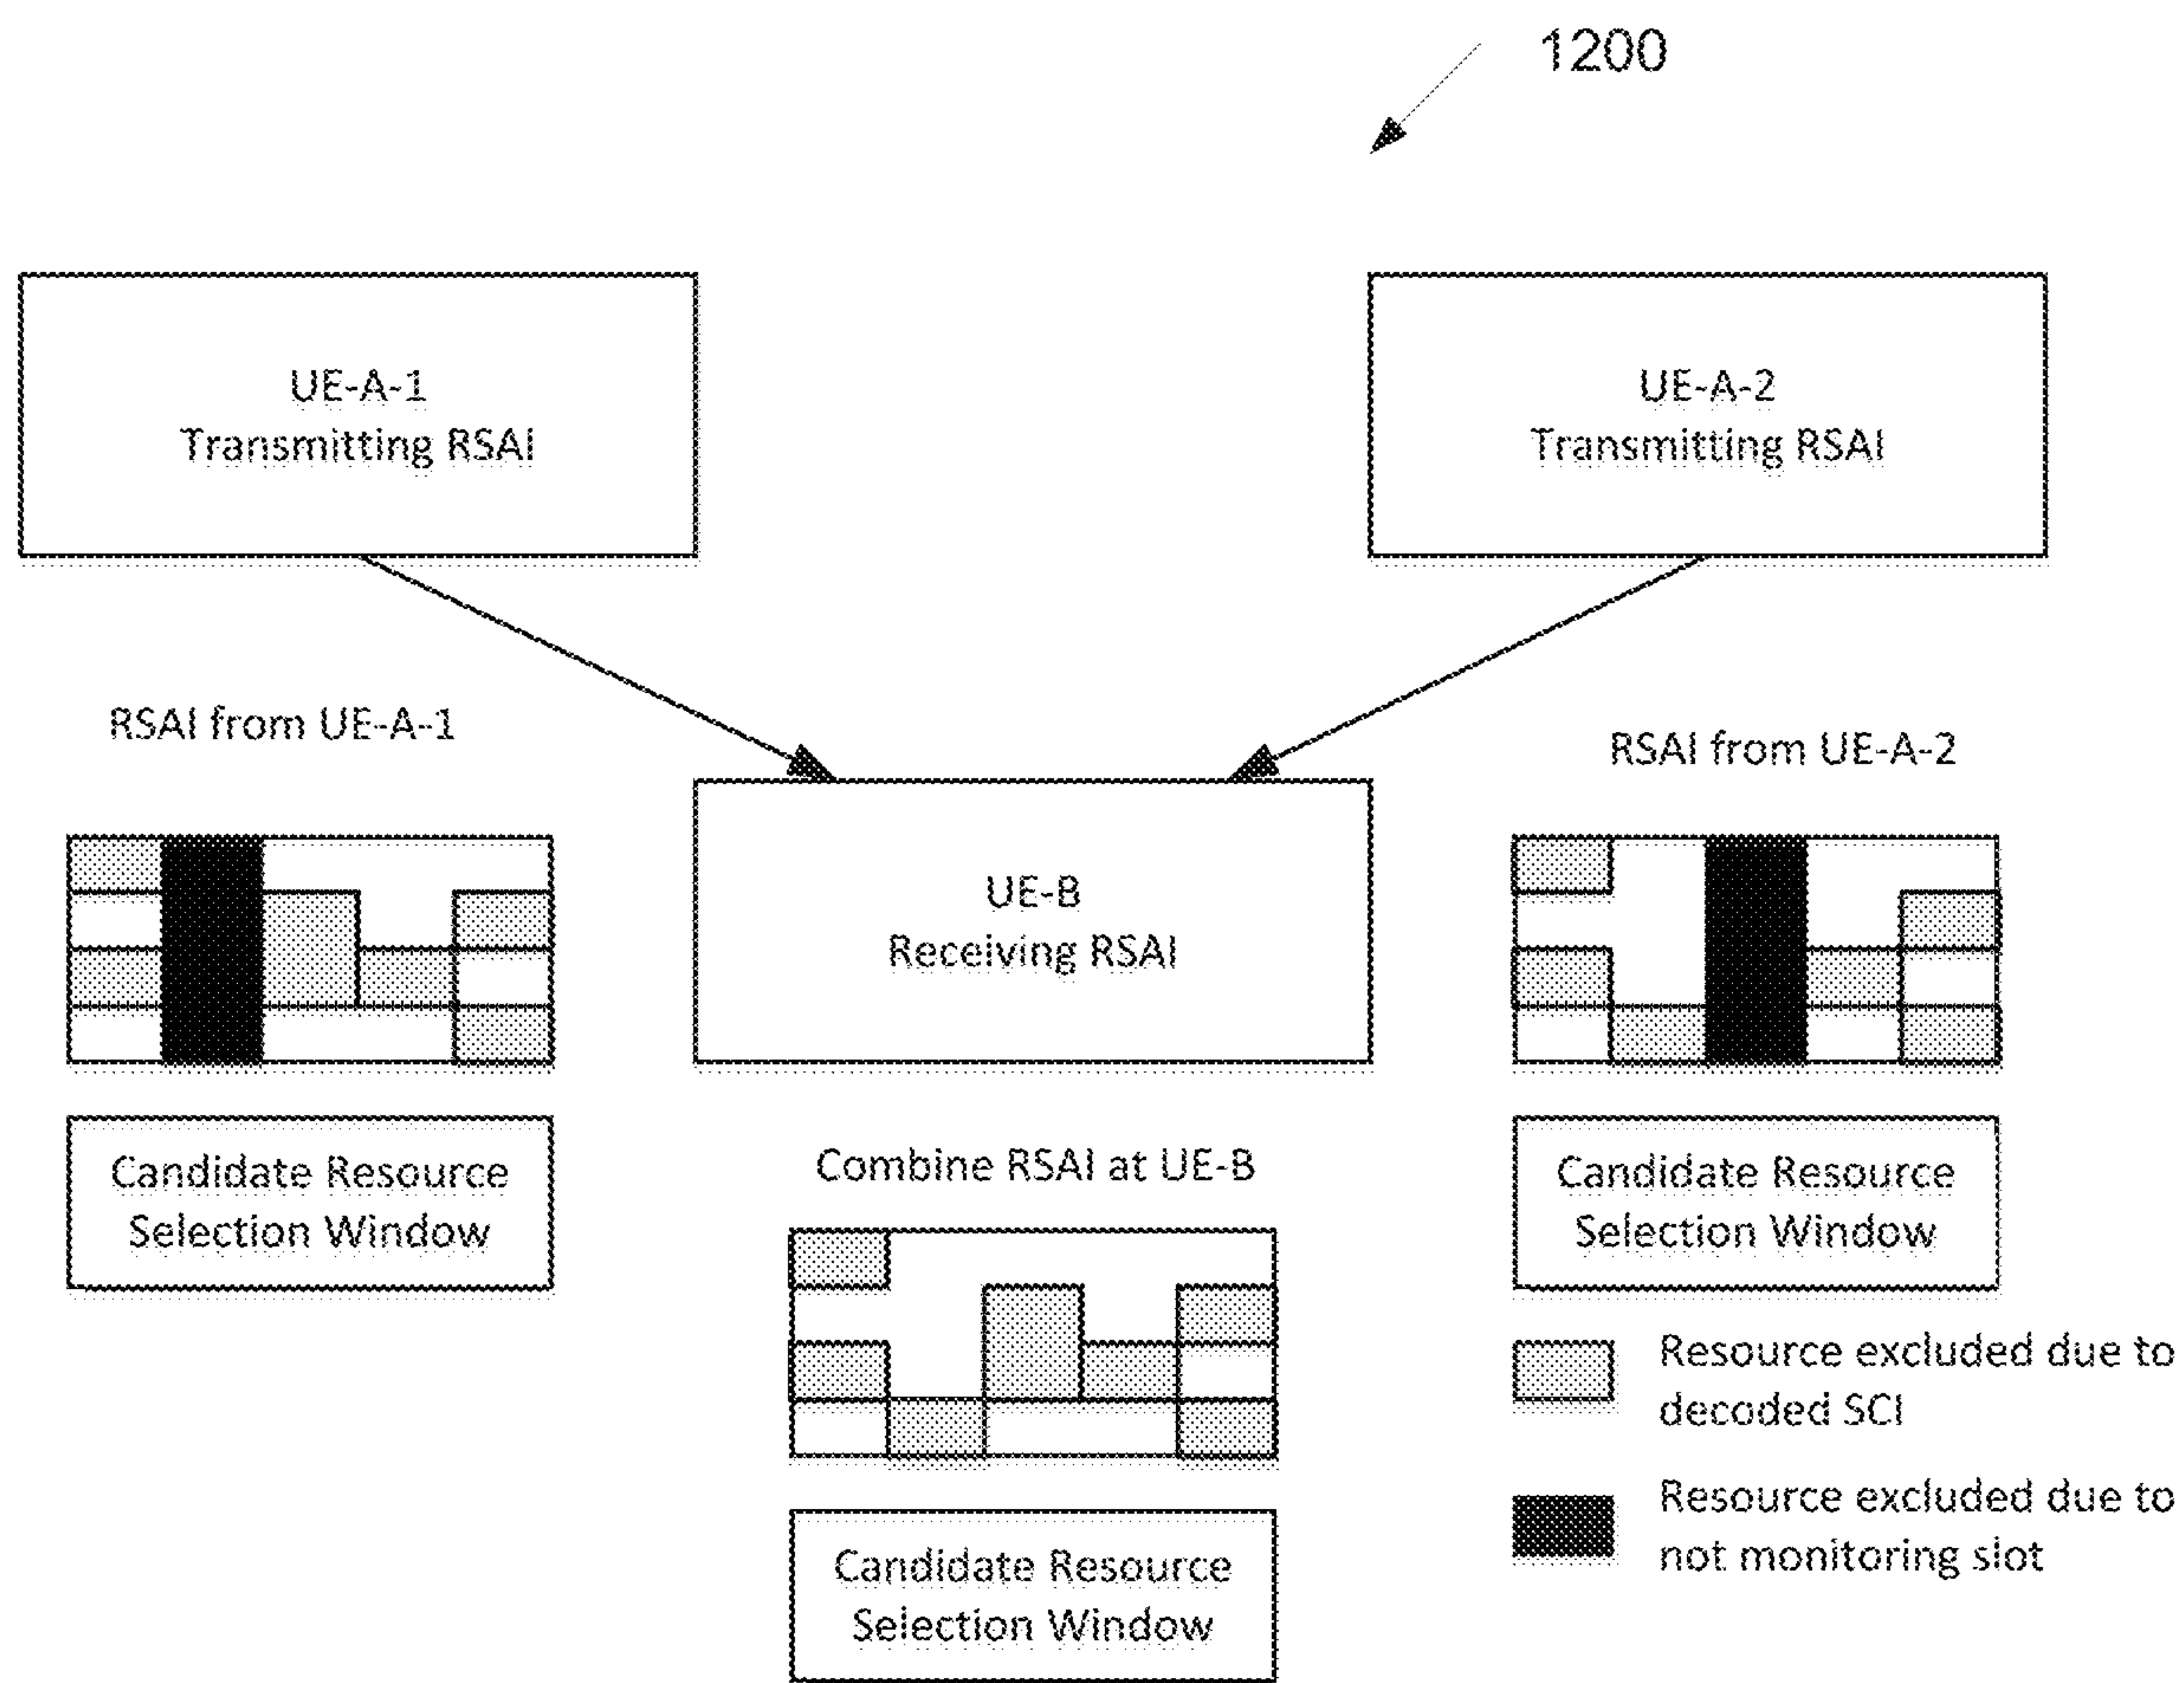 1200
UE-A-1
Transmitting RSAI
UE-A-2
Transmitting RSAI
RSAI from UE-A-1
RSAI from UE-A-2
UE-B
Receiving RSAI
Candidate Resource
Selection Window
Combine RSAI at UE-B
Candidate Resource
Selection Window
Candidate Resource
Selection Window
Resource excluded due to
decoded SCI
Resource excluded due to
not monitoring slot